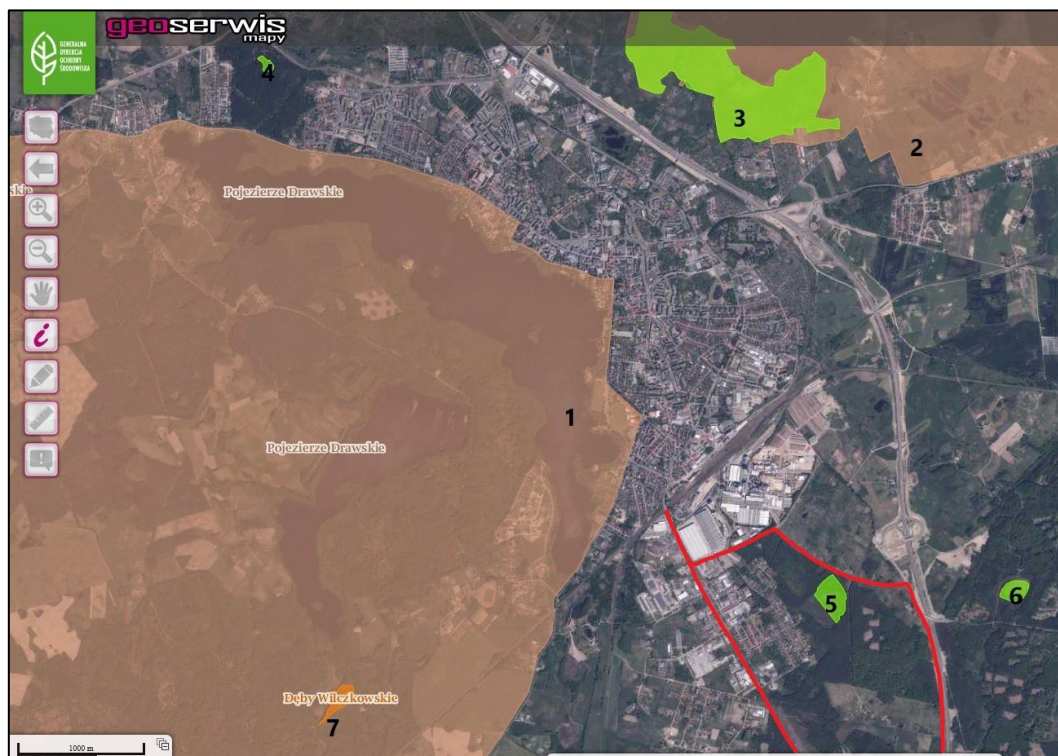 GENERALNA
DYREKCJA
OCHRONY
ŚRODOWISKA
geoserwis
mapy
4
3
2
skie
Pojezierze Drawskie
1
Pojezierze Drawskie
i
5
6
Dęby Wilczkowskie
7
1000 m